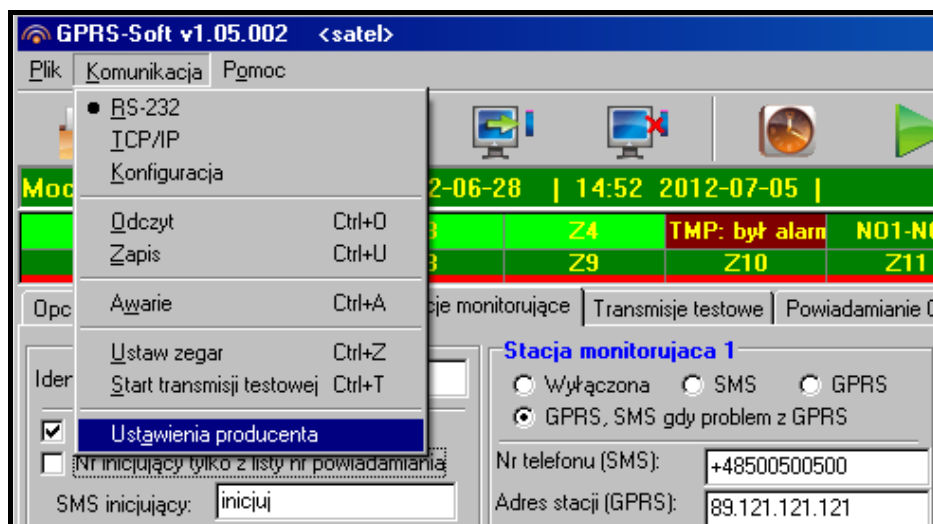 GPRS-Soft v1.05.002 <satel>
Plik Komunikacja Pomoc
RS-232
TCP/IP
Konfiguracja
Odczyt Ctrl+O
Zapis Ctrl+U
Awarie Ctrl+A
Ustaw zegar Ctrl+Z
Start transmisji testowej Ctrl+T
Ustawienia producenta
2-06-28 | 14:52 2012-07-05 |
Z4 TMP: był alarm NO1-N
Z9 Z10 Z11
Opc cje monitorujące Transmisje testowe Powiadamianie
Iden
Nr inicjujący tylko z listy nr powiadamiania
SMS inicjujący: inicjuj
Stacja monitorujaca 1
Wyłączona SMS GPRS
GPRS, SMS gdy problem z GPRS
Nr telefonu (SMS): +48500500500
Adres stacji (GPRS): 89.121.121.121